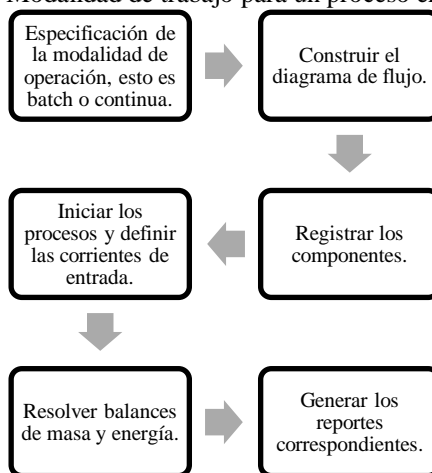 Modalidad de trabajo para un proceso
Especificación de
la modalidad de
operación, esto es
batch o continua.
Construir el
diagrama de flujo.
Registrar los
componentes.
Iniciar los
procesos y definir
las corrientes de
entrada.
Resolver balances
de masa y energía.
Generar los
reportes
correspondientes.